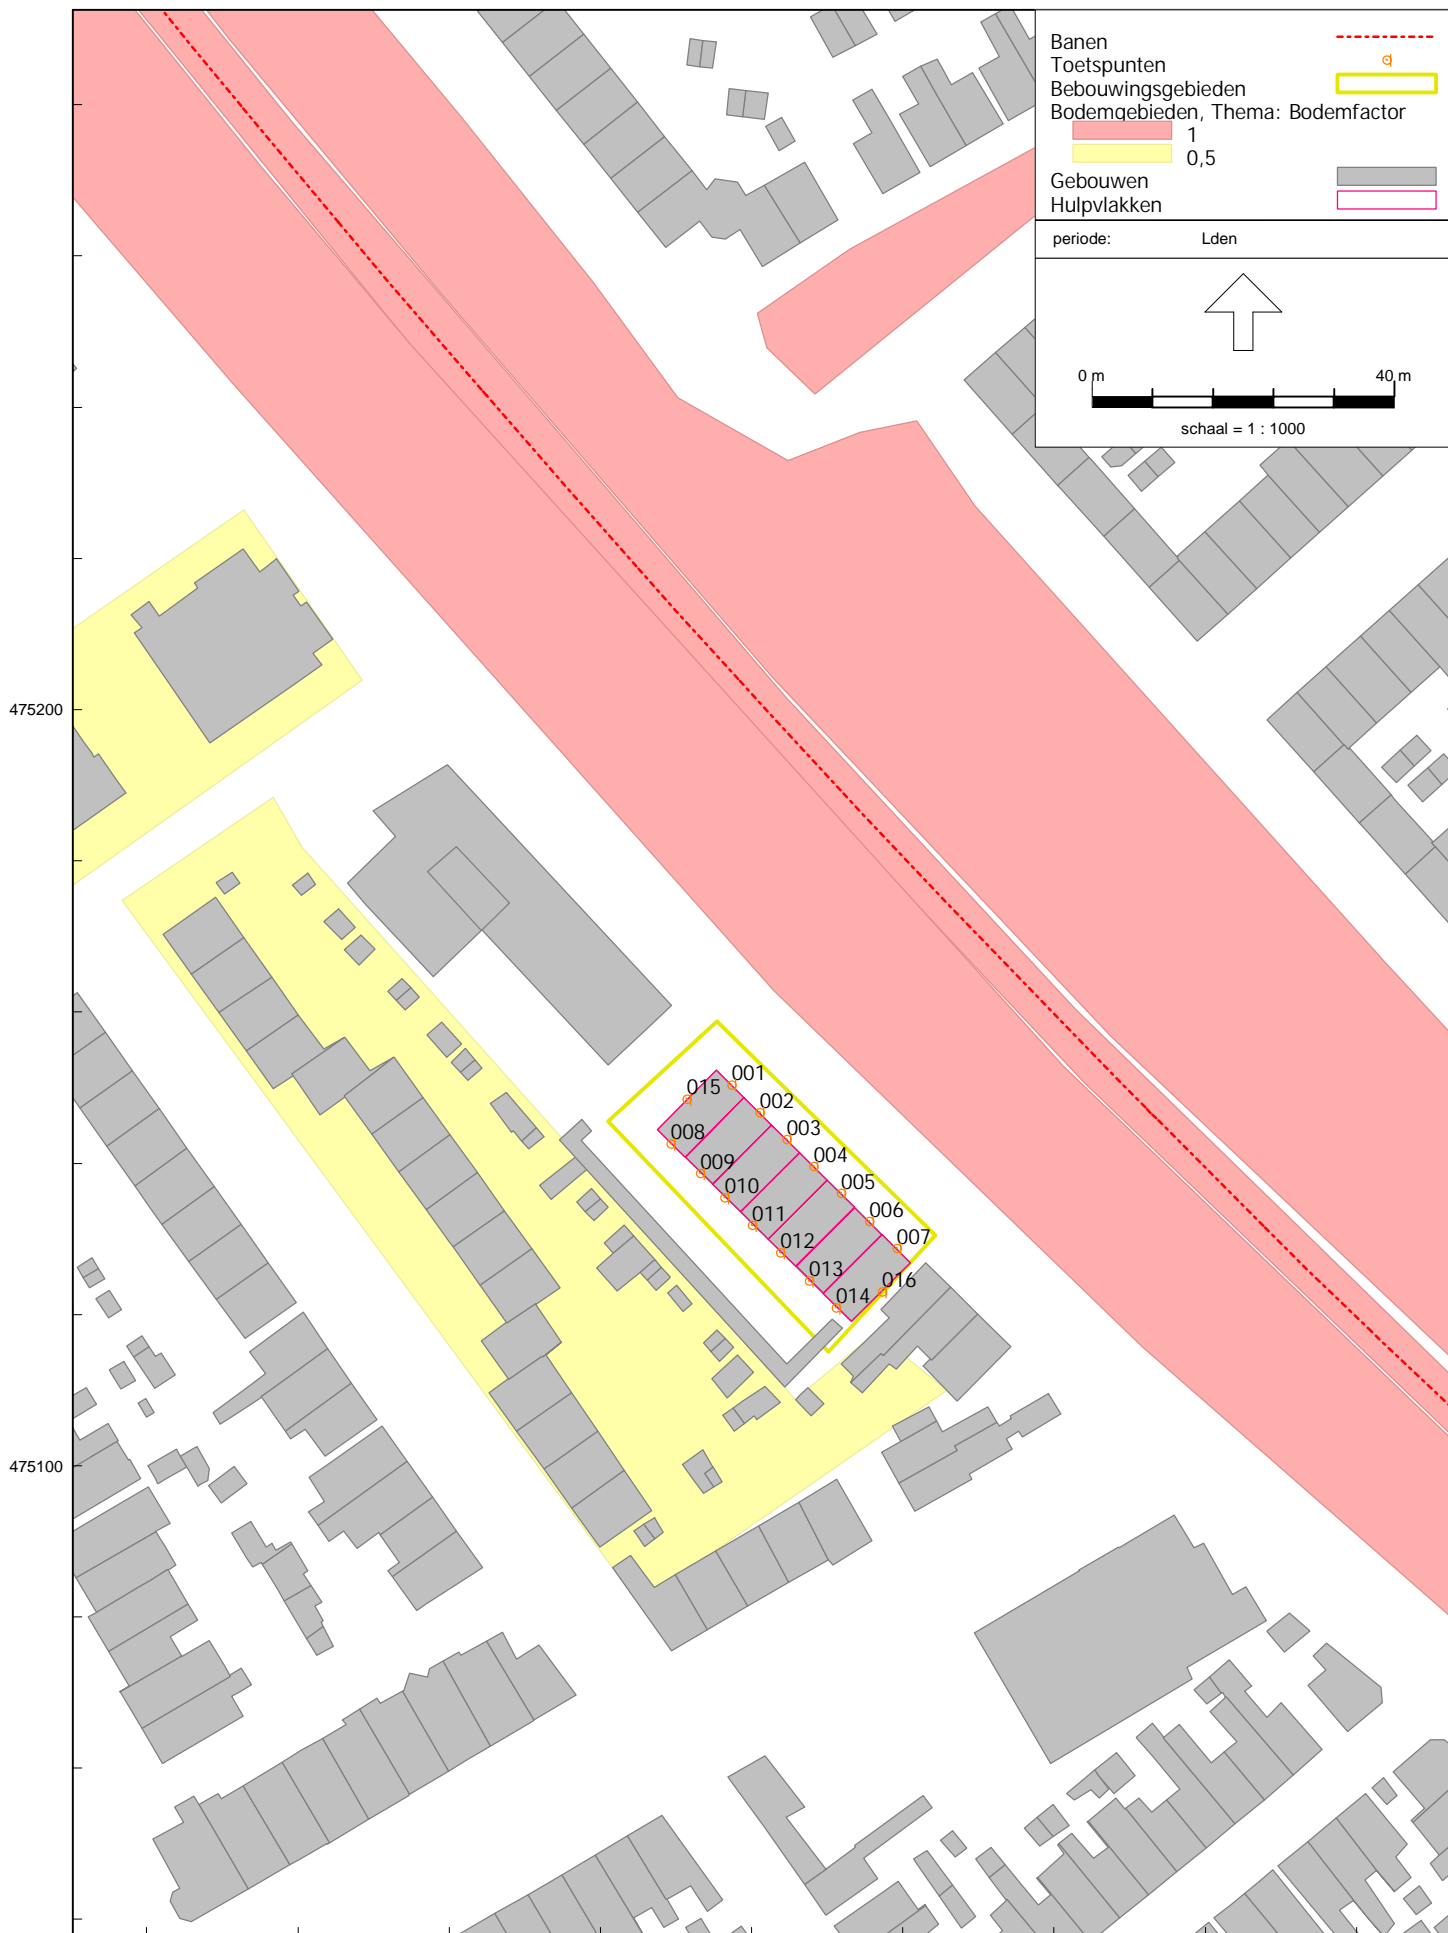 Banen
Toetspunten
Bebouwingsgebieden
Bodemgebieden, Thema: Bodemfactor
1
0,5
Gebouwen
Hulpvlakken
periode: Lden
0 m 40 m
schaal = 1 : 1000
475200
001
015
002
003
008
004
009
005
010
006
011
007
012
013
016
014
475100